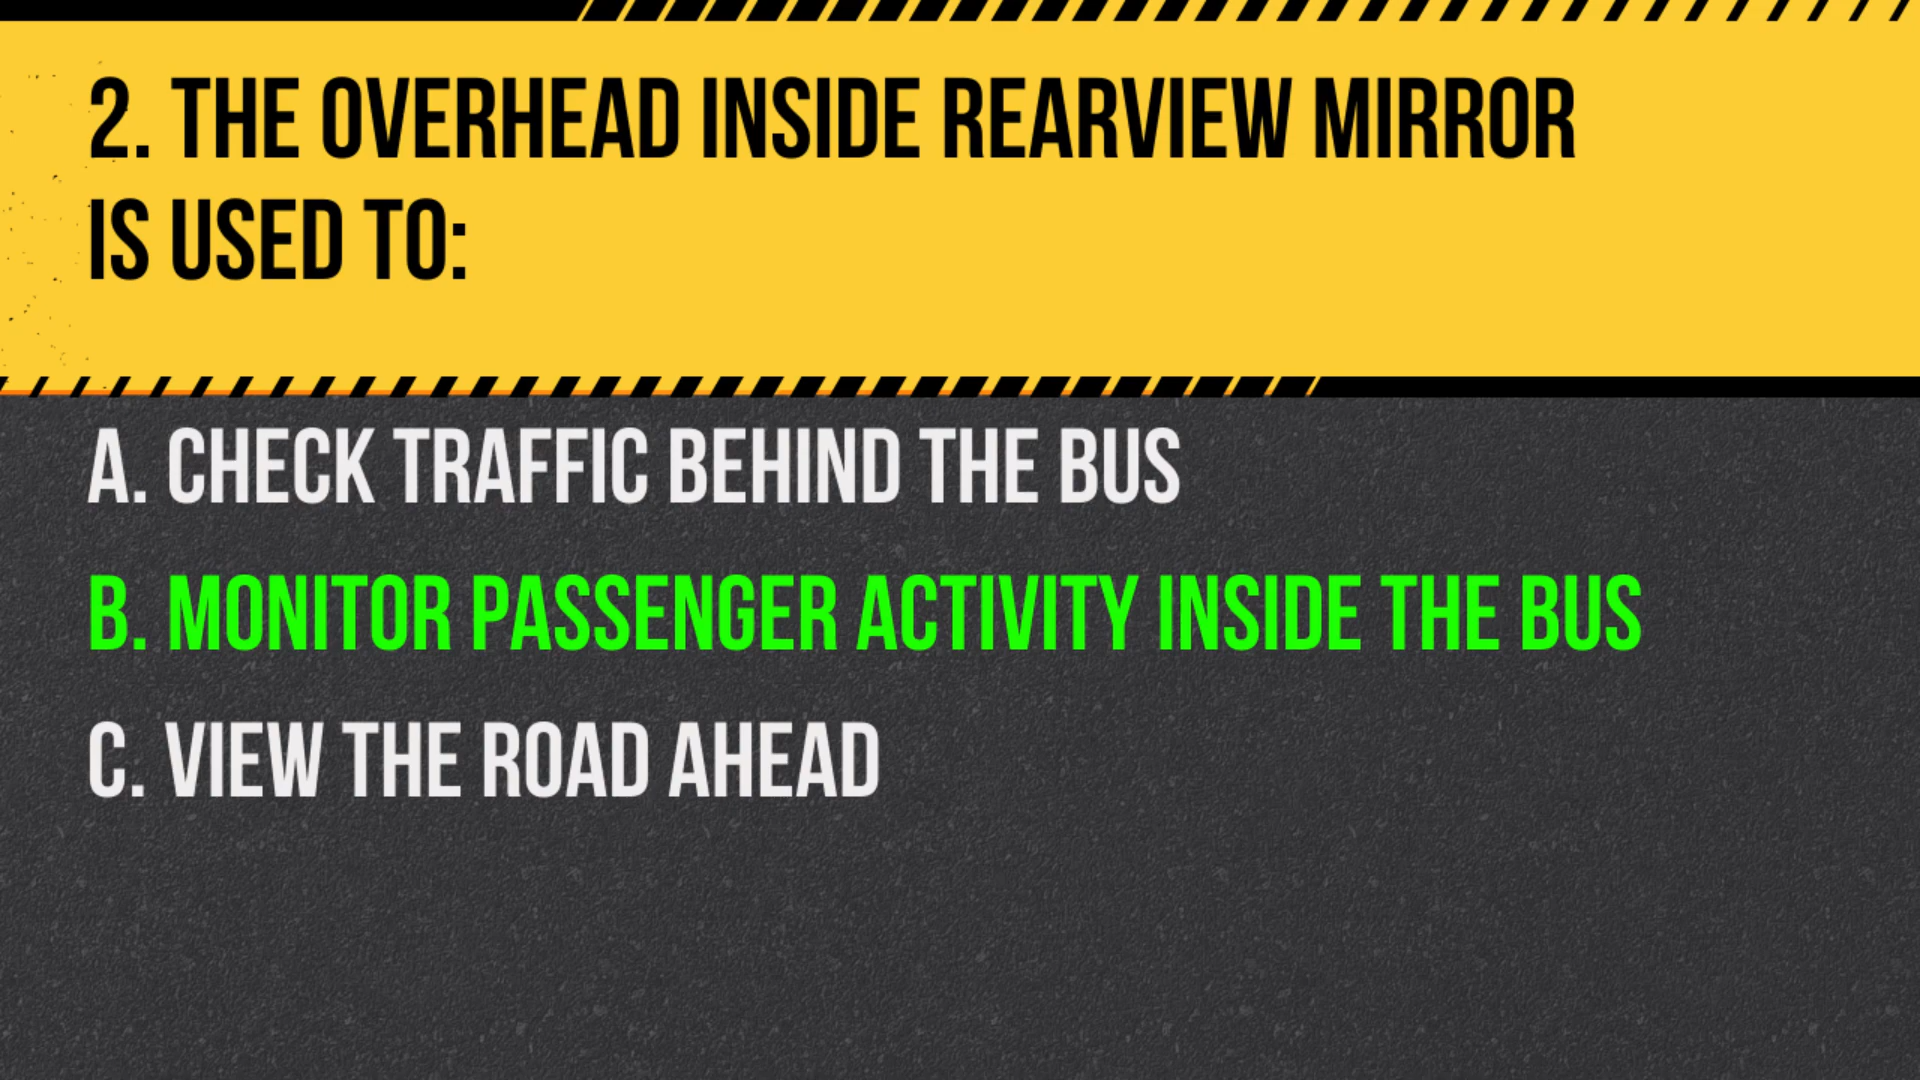 2. THE OVERHEAD INSIDE REARVIEW MIRROR
IS USED TO:
A. CHECK TRAFFIC BEHIND THE BUS
B. MONITOR PASSENGER ACTIVITY INSIDE THE BUS
C. VIEW THE ROAD AHEAD